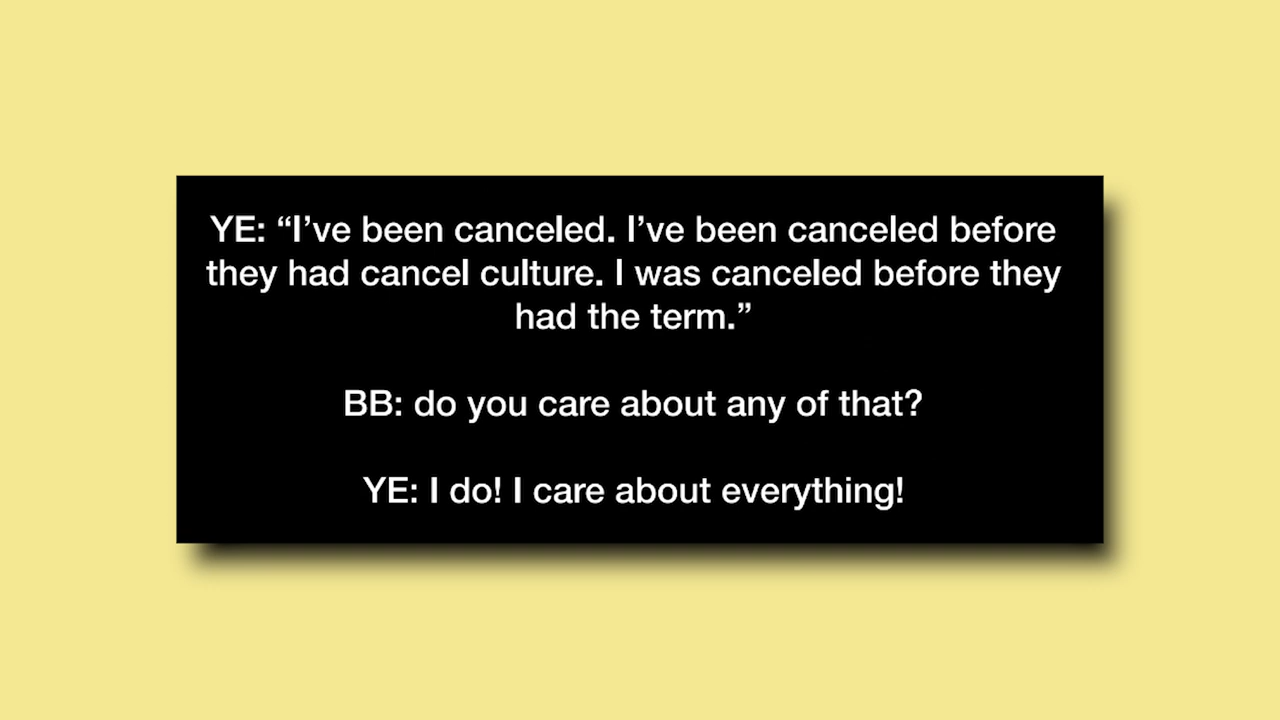 YE: “I’ve been canceled. I’ve been canceled before
they had cancel culture. I was canceled before they
had the term.”
BB: do you care about any of that?
YE: I do! I care about everything!